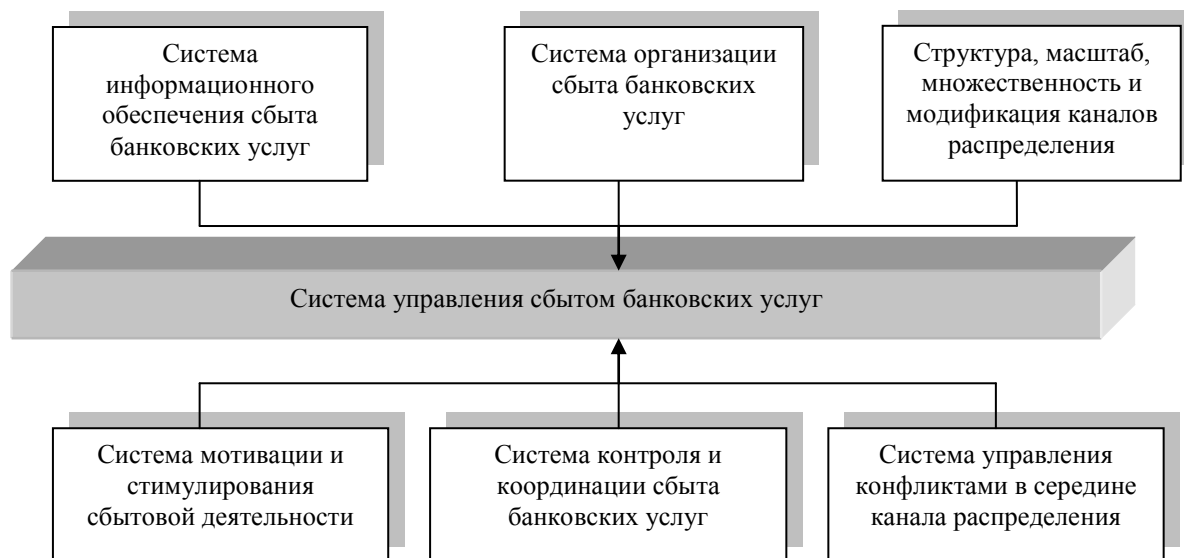 Система
информационного
обеспечения сбыта
банковских услуг
Система организации
сбыта банковских
услуг
Структура, масштаб,
множественность и
модификация каналов
распределения
Система управления сбытом банковских услуг
Система мотивации и
стимулирования
сбытовой деятельности
Система контроля и
координации сбыта
банковских услуг
Система управления
конфликтами в середине
канала распределения